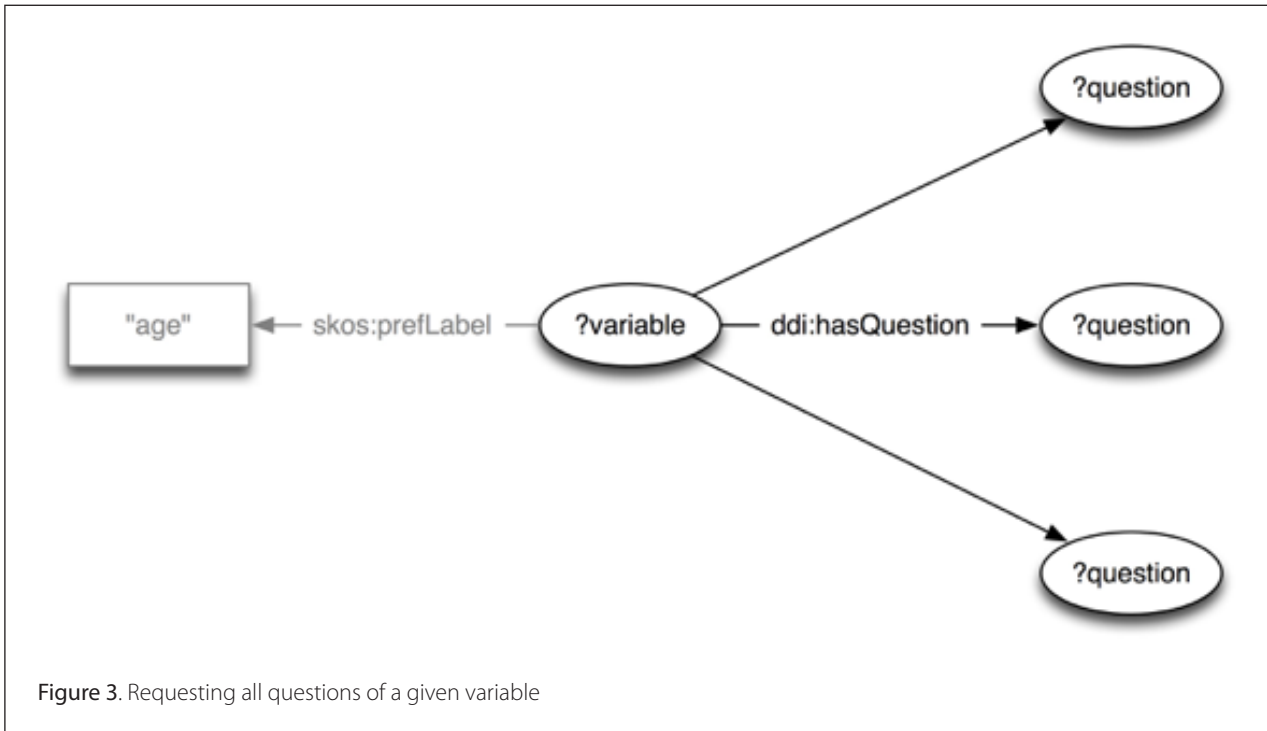 ?question
"age"
skos:prefLabel
?variable
ddi:hasQuestion
?question
?question
Figure 3. Requesting all questions of a given variable